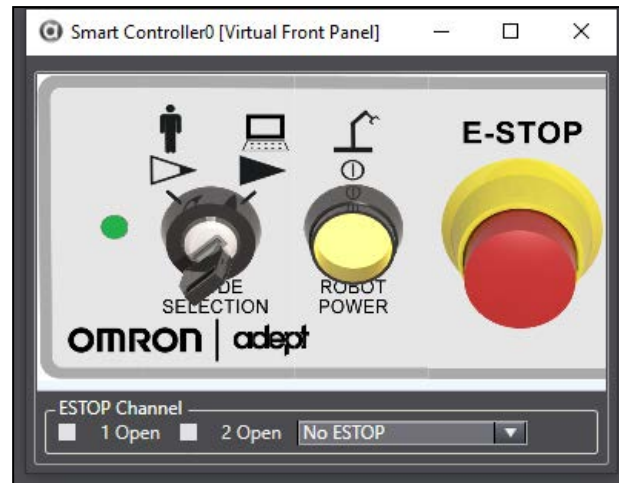 Smart Controller0 [Virtual Front Panel]
E-STOP
DE
SELECTION
ROBOT
POWER
OMRON | adept
ESTOP Channel
1 Open 2 Open No ESTOP